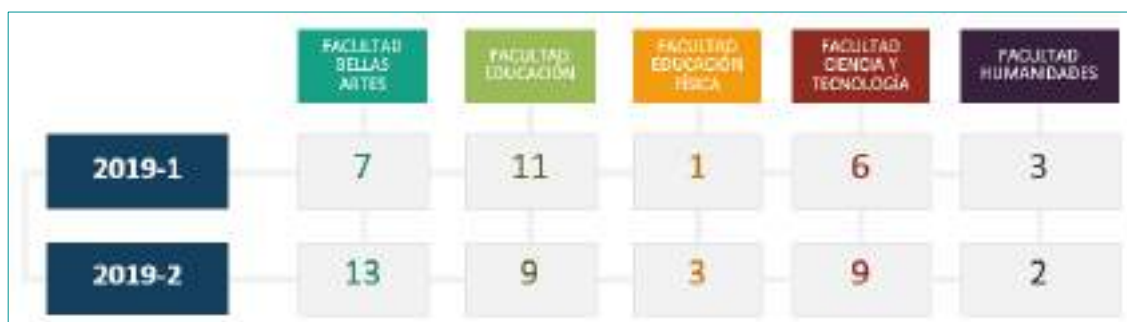 FACULTAD
BELLAS
ARTES
FACULTAD
EDUCACIÓN
FACULTAD
EDUCACIÓN
FÍSICA
FACULTAD
CIENCIA Y
TECNOLOGÍA
FACULTAD
HUMANIDADES
2019-1
7
11
1
6
3
2019-2
13
9
3
9
2